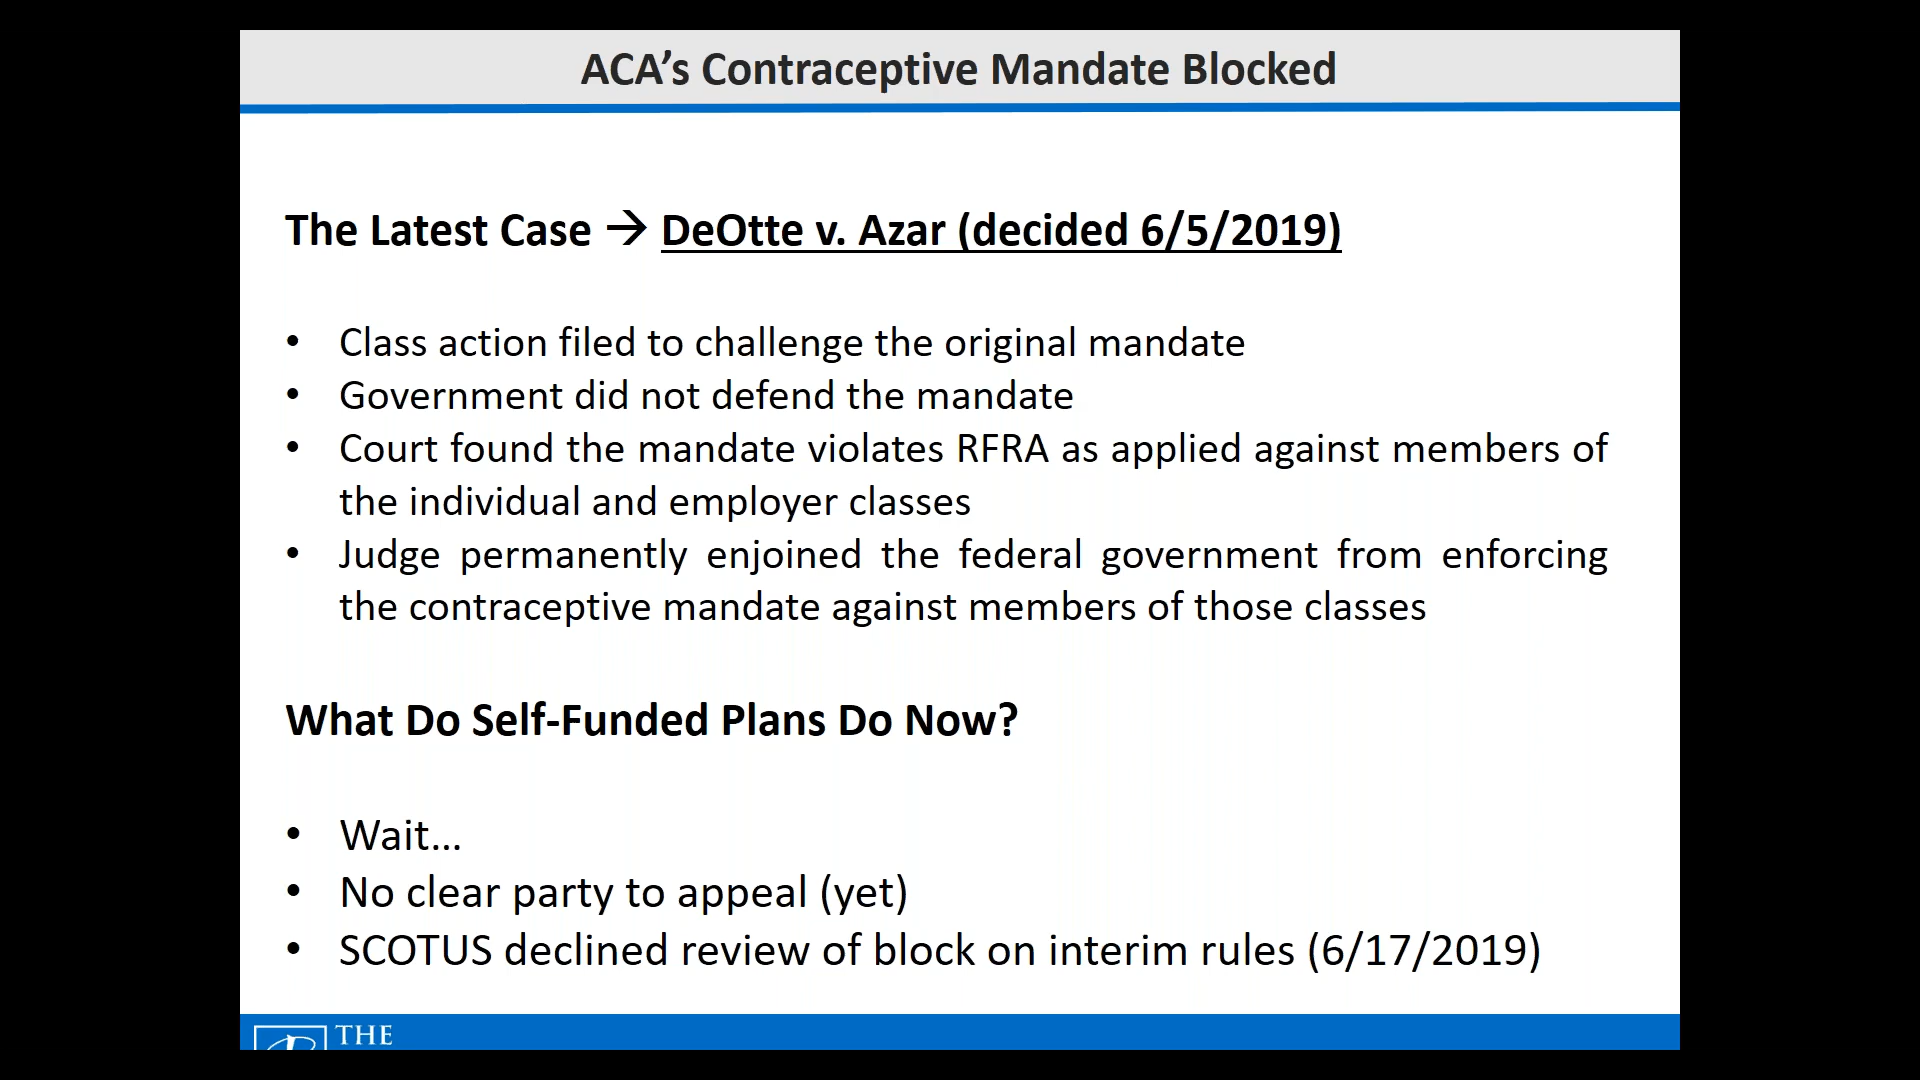 ACA’s Contraceptive Mandate Blocked
The Latest Case → DeOtte v. Azar (decided 6/5/2019)
• Class action filed to challenge the original mandate
• Government did not defend the mandate
• Court found the mandate violates RFRA as applied against members of
the individual and employer classes
• Judge permanently enjoined the federal government from enforcing
the contraceptive mandate against members of those classes
What Do Self-Funded Plans Do Now?
• Wait…
• No clear party to appeal (yet)
• SCOTUS declined review of block on interim rules (6/17/2019)
THE